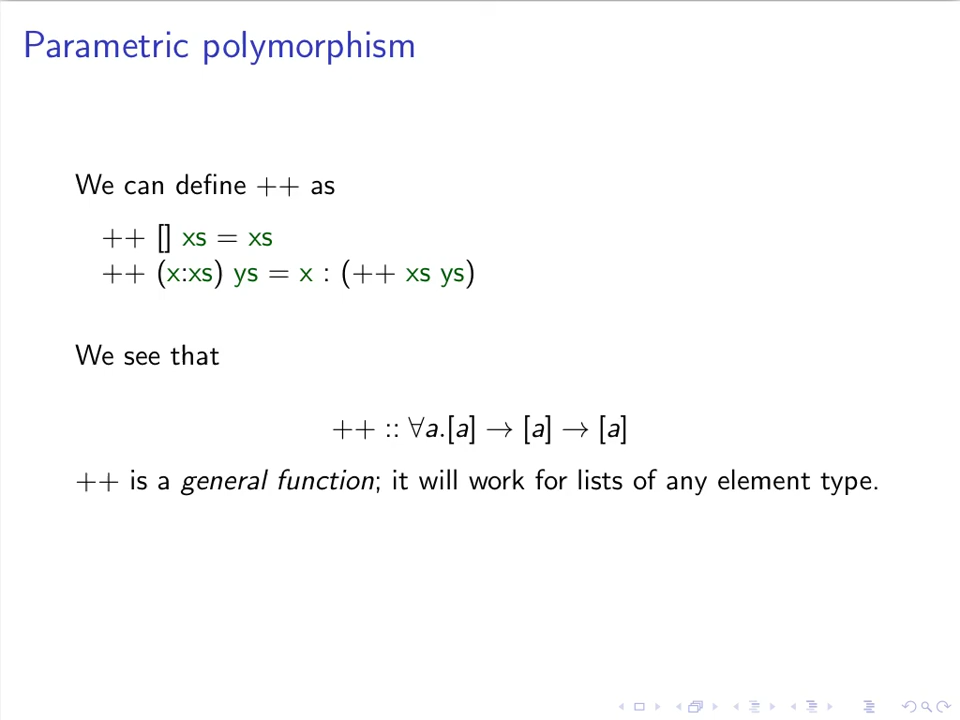 Parametric polymorphism
We can define ++ as
++ [] xs = xs
++ (x:xs) ys = x : (++ xs ys)
We see that
++ :: ∀a.[a] → [a] → [a]
++ is a general function; it will work for lists of any element type.